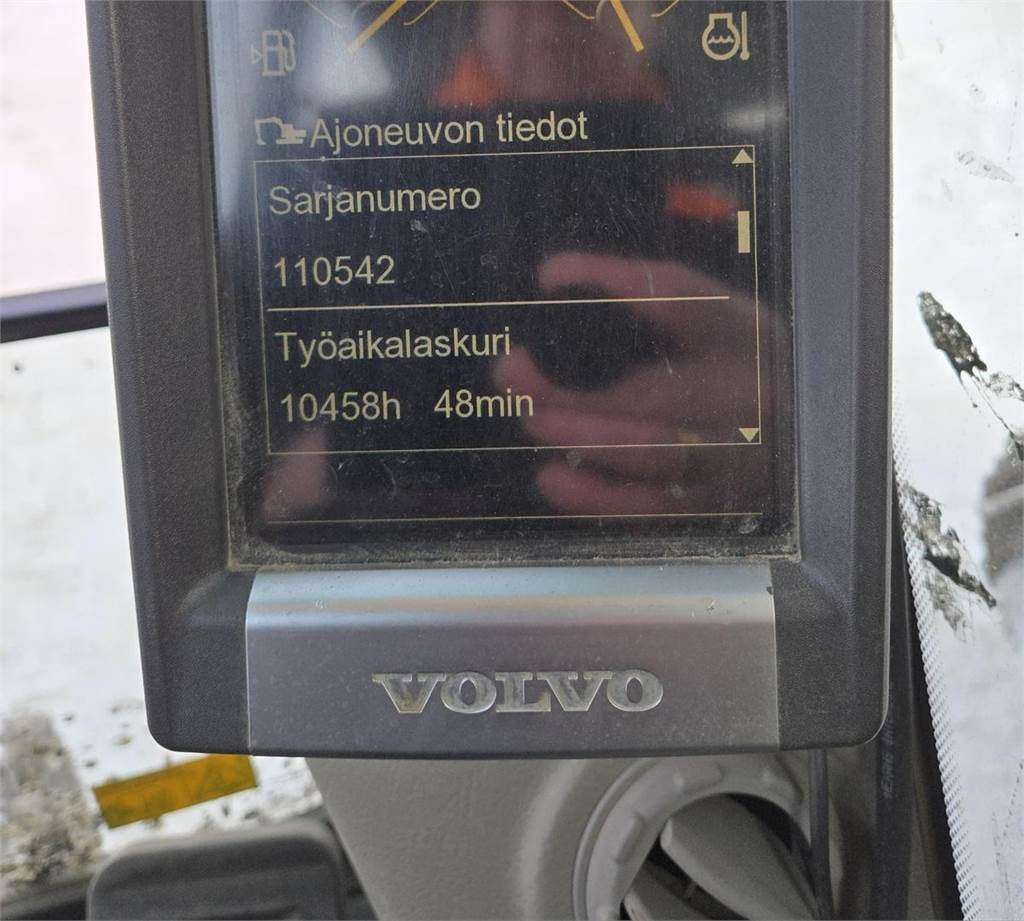 Ajoneuvon tiedot
Sarjanumero
110542
Työaikalaskuri
10458h 48min
VOLVO